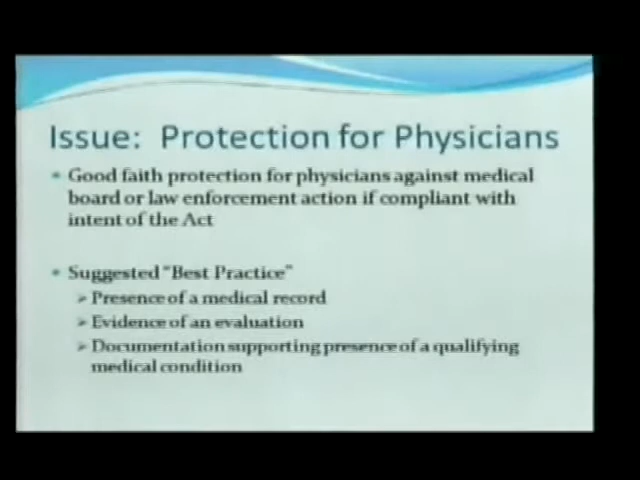 Issue: Protection for Physicians
Good faith protection for physicians against medical
board or law enforcement action if compliant with
intent of the Act
Suggested "Best Practice"
Presence of a medical record
Evidence of an evaluation
Documentation supporting presence of a qualifying
medical condition